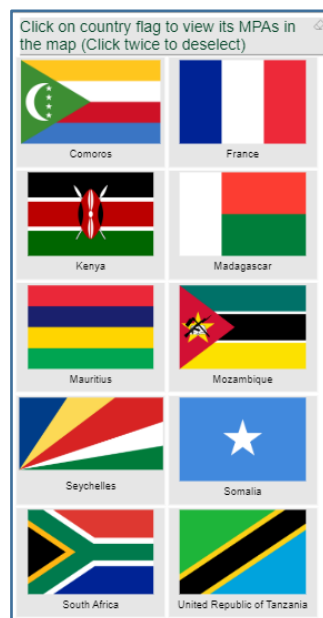 Click on country flag to view its MPAs in
the map (Click twice to deselect)
Comoros
France
Kenya
Madagascar
Mauritius
Mozambique
Seychelles
Somalia
South Africa
United Republic of Tanzania